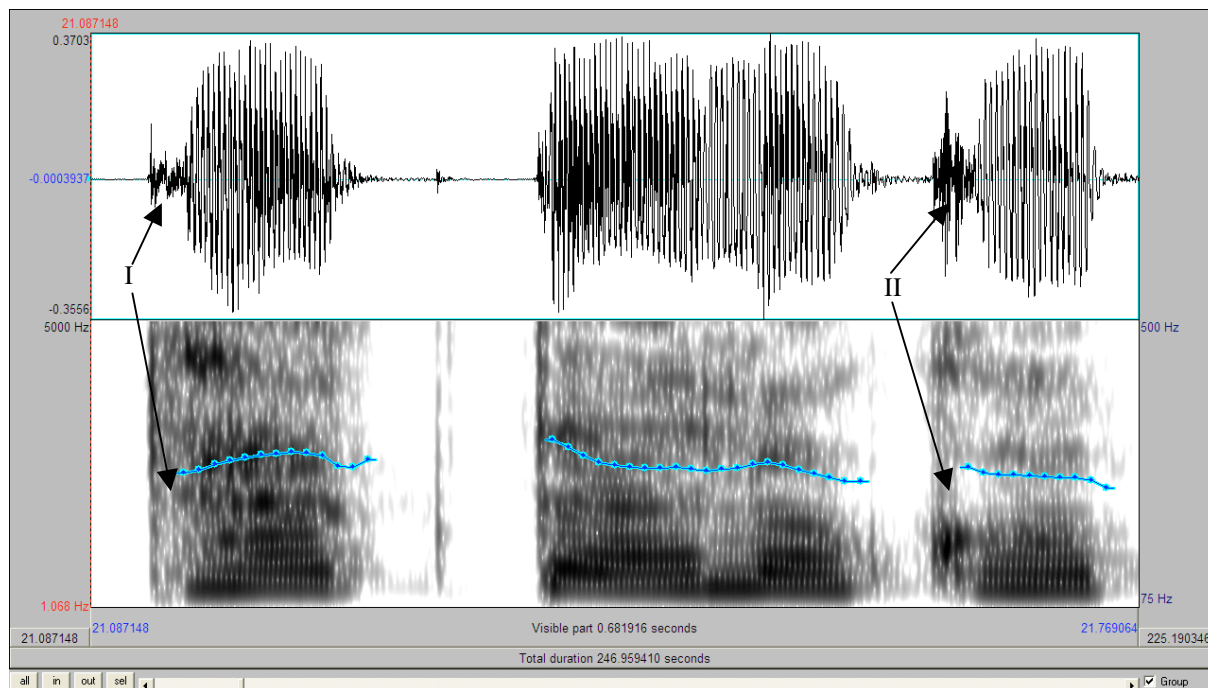 21.087148
0.3703
-0.0003937
I
II
-0.3556
5000 Hz
500 Hz
1.068 Hz
75 Hz
21.087148
Visible part 0.681916 seconds
21.769064
21.087148
225.190346
Total duration 246.959410 seconds
all in out sel Group